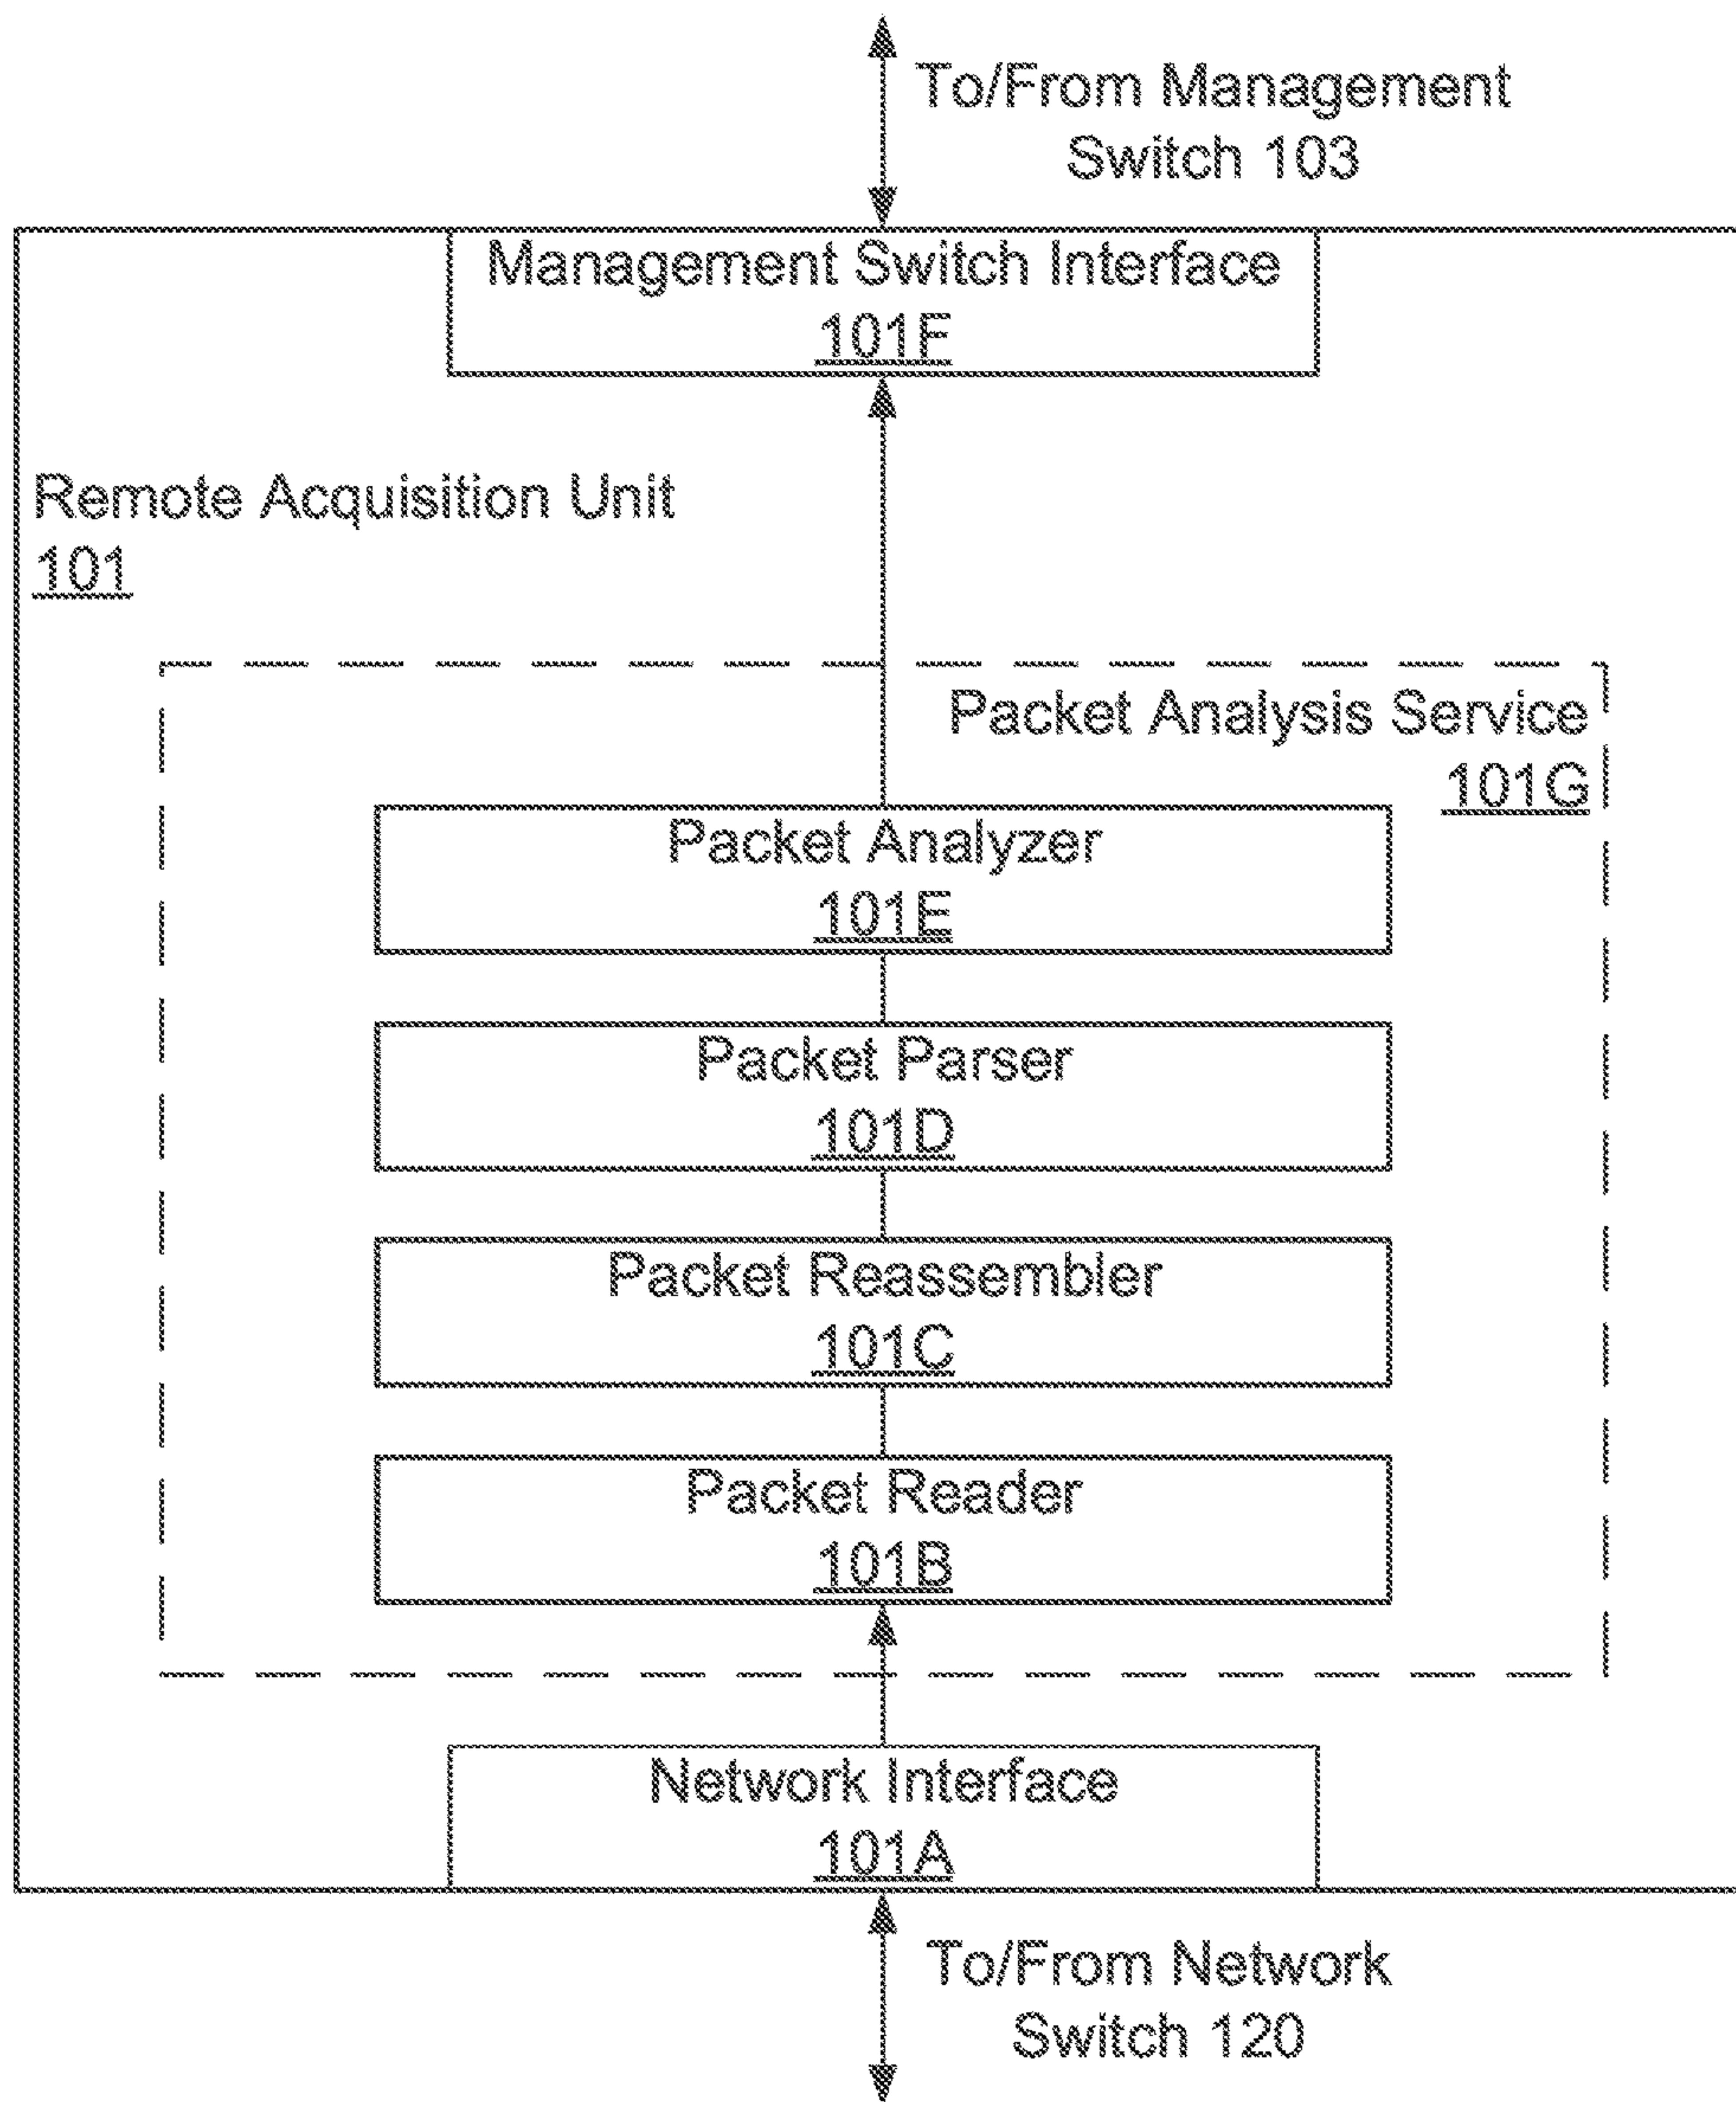 To/From Management
Switch 103
Management Switch Interface
101F
Remote Acquisition Unit
101
Packet Analysis Service
101G
Packet Analyzer
101E
Packet Parser
101D
Packet Reassembler
101C
Packet Reader
101B
Network Interface
101A
To/From Network
Switch 120